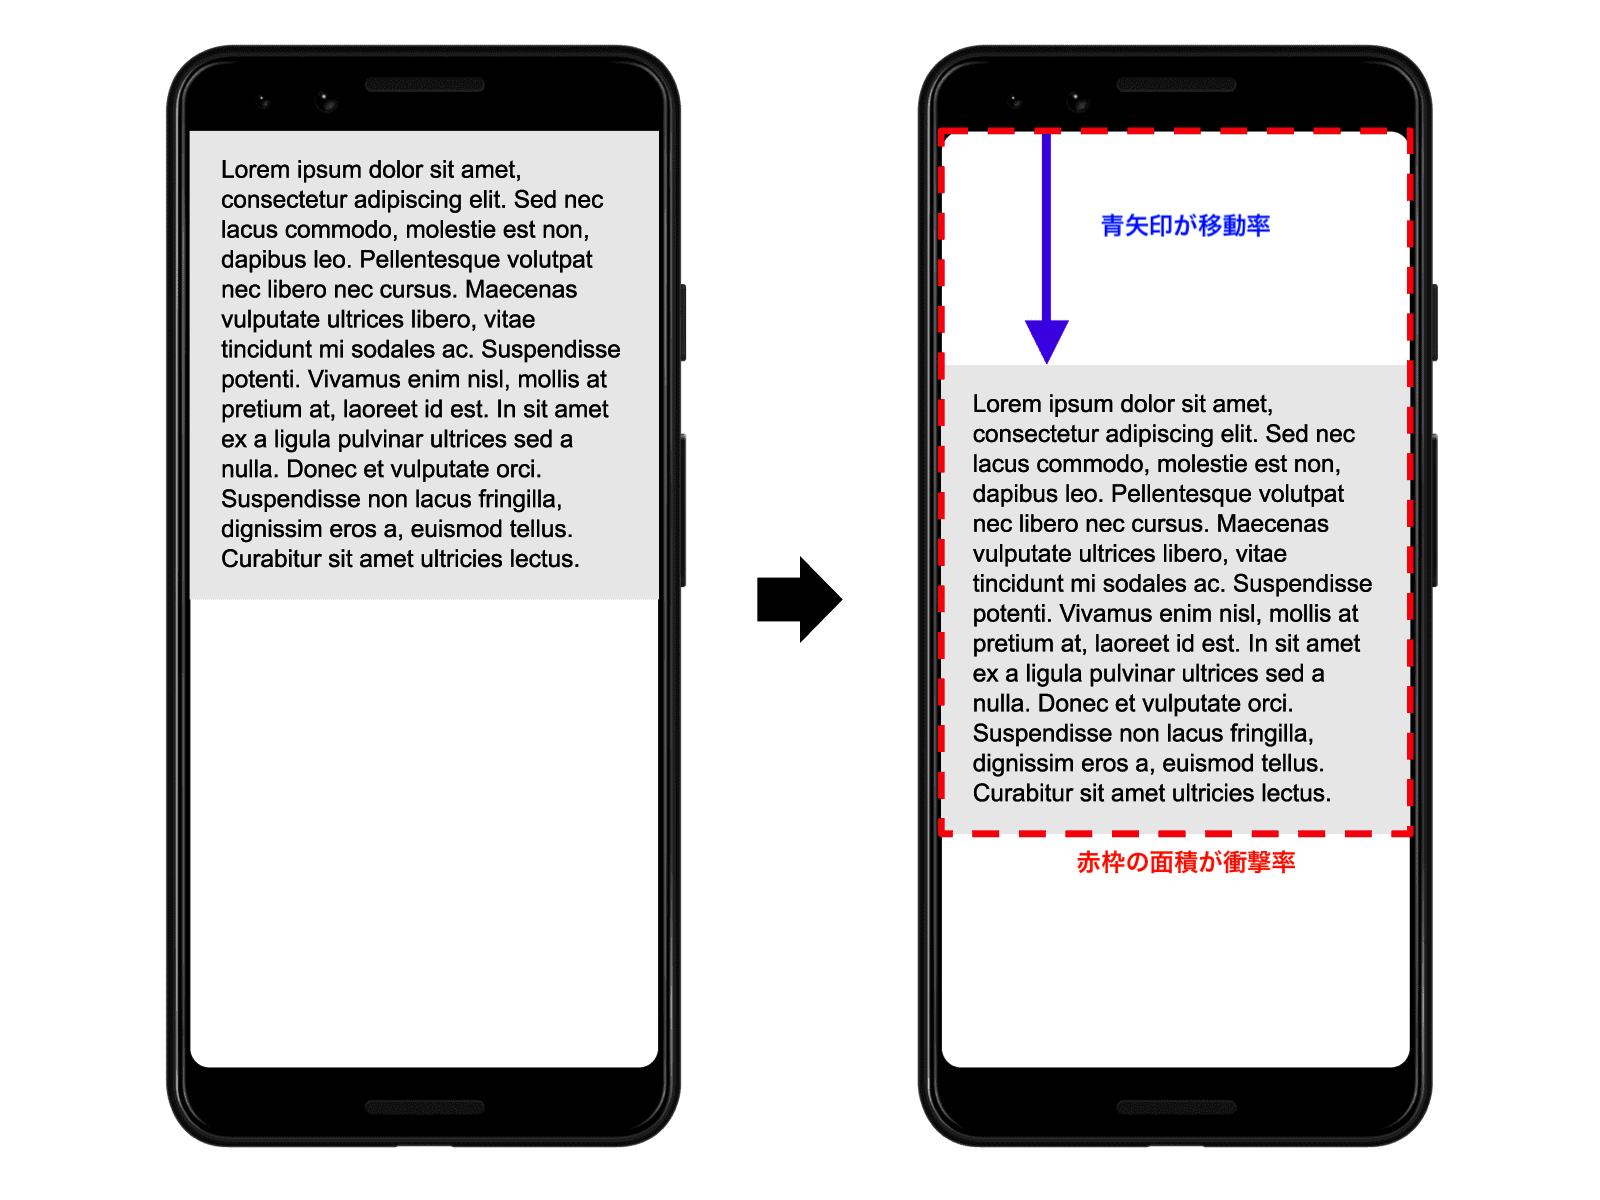 Lorem ipsum dolor sit amet,
consectetur adipiscing elit. Sed nec
lacus commodo, molestie est non,
dapibus leo. Pellentesque volutpat
nec libero nec cursus. Maecenas
vulputate ultrices libero, vitae
tincidunt mi sodales ac. Suspendisse
potenti. Vivamus enim nisl, mollis at
pretium at, laoreet id est. In sit amet
ex a ligula pulvinar ultrices sed a
nulla. Donec et vulputate orci.
Suspendisse non lacus fringilla,
dignissim eros a, euismod tellus.
Curabitur sit amet ultricies lectus.
青矢印が移動率
Lorem ipsum dolor sit amet,
consectetur adipiscing elit. Sed nec
lacus commodo, molestie est non,
dapibus leo. Pellentesque volutpat
nec libero nec cursus. Maecenas
vulputate ultrices libero, vitae
tincidunt mi sodales ac. Suspendisse
potenti. Vivamus enim nisl, mollis at
pretium at, laoreet id est. In sit amet
ex a ligula pulvinar ultrices sed a
nulla. Donec et vulputate orci.
Suspendisse non lacus fringilla,
dignissim eros a, euismod tellus.
Curabitur sit amet ultricies lectus.
赤枠の面積が衝撃率